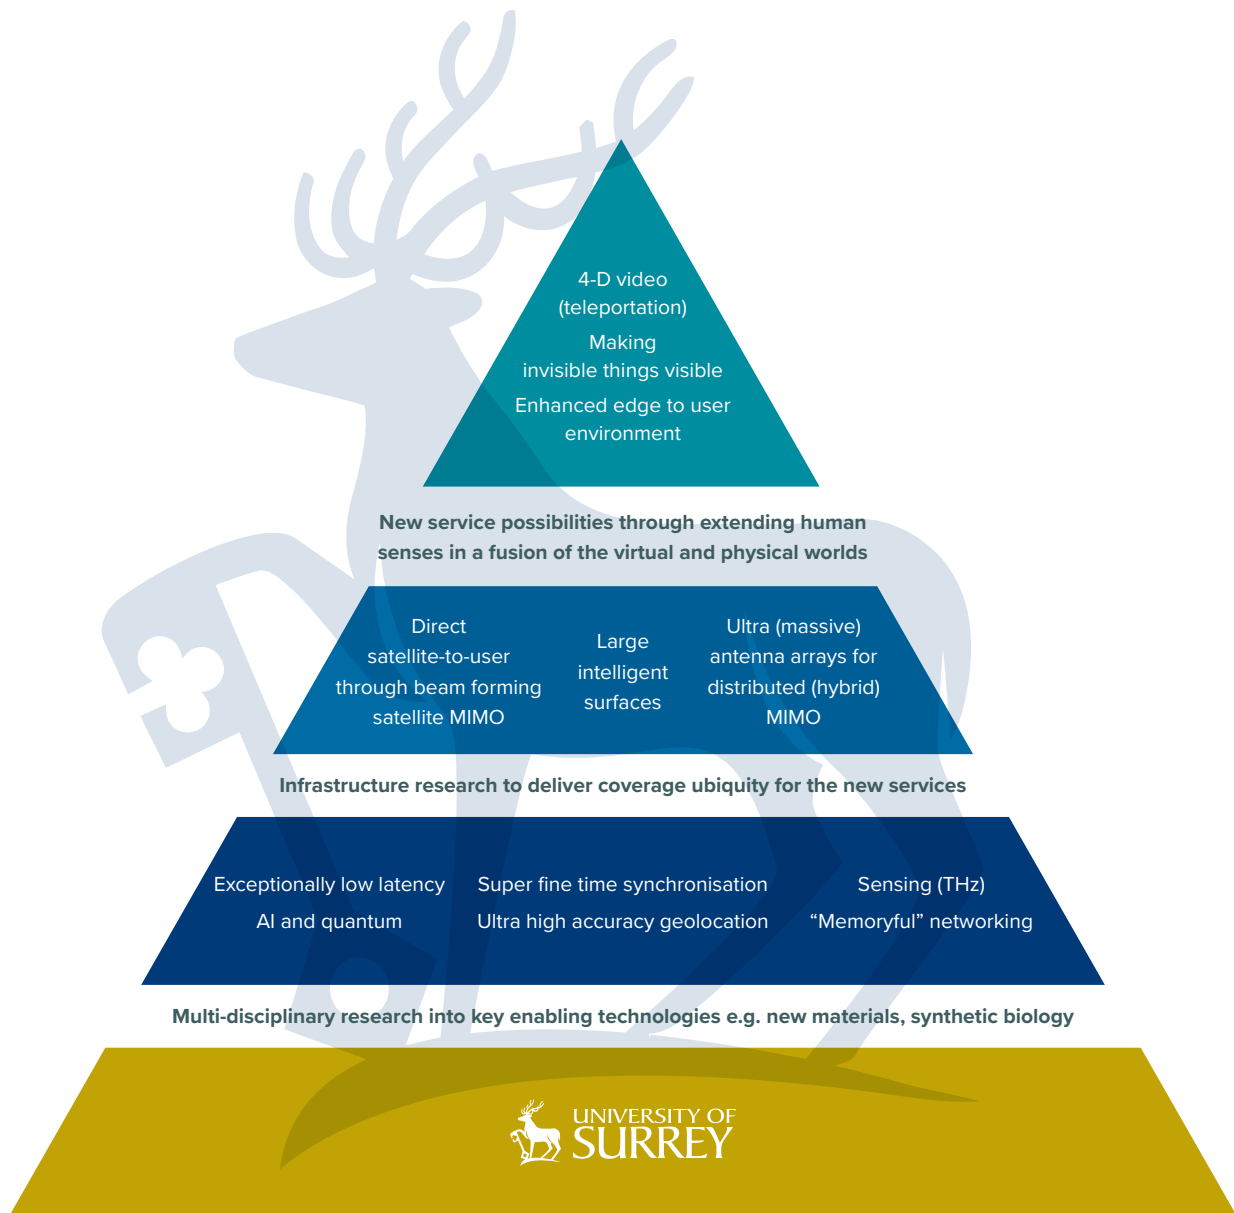 4-D video
(teleportation)
Making
invisible things visible
Enhanced edge to user
environment
New service possibilities through extending human
senses in a fusion of the virtual and physical worlds
Direct
satellite-to-user
through beam forming
satellite MIMO
Large
intelligent
surfaces
Ultra (massive)
antenna arrays for
distributed (hybrid)
MIMO
Infrastructure research to deliver coverage ubiquity for the new services
Exceptionally low latency
AI and quantum
Super fine time synchronisation
Ultra high accuracy geolocation
Sensing (THz)
“Memoryful” networking
Multi-disciplinary research into key enabling technologies e.g. new materials, synthetic biology
UNIVERSITY OF
SURREY